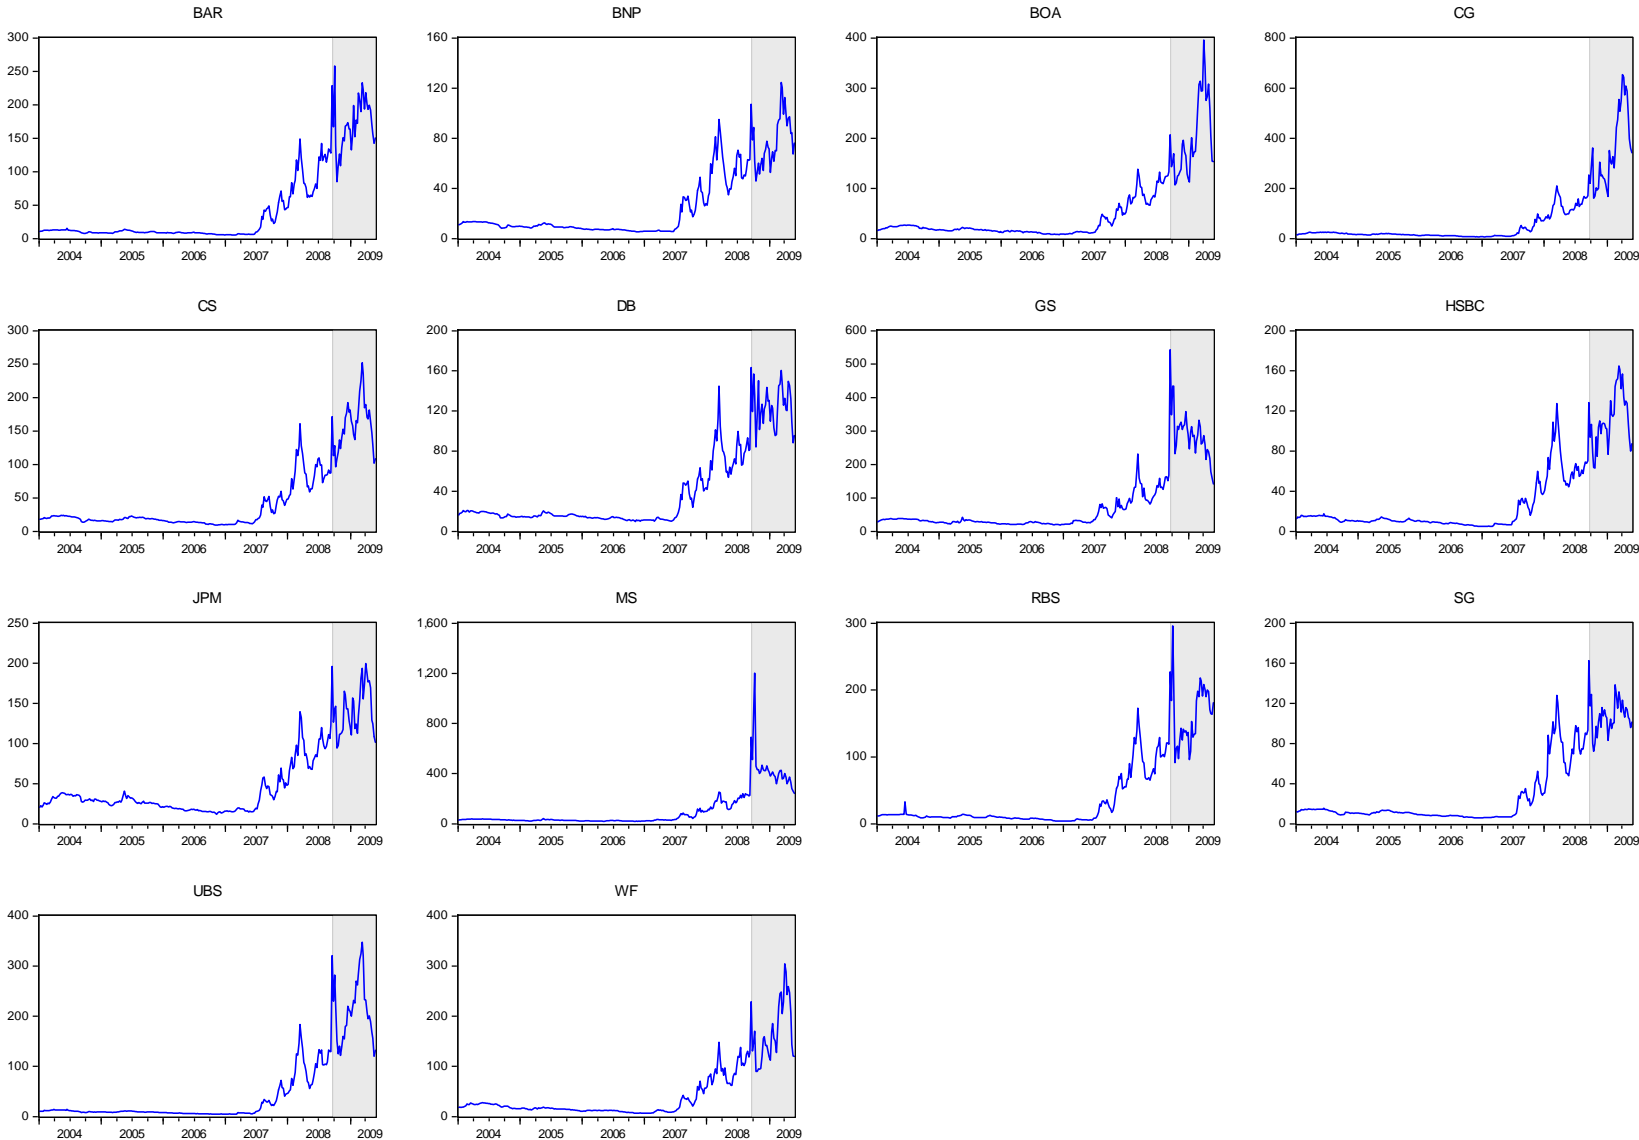 BAR BNP BOA CG
300 160 400 800
250
200 120 300 600
150 80 200 400
100
50 40 100 200
0 0 0 0
2004 2005 2006 2007 2008 2009 2004 2005 2006 2007 2008 2009 2004 2005 2006 2007 2008 2009 2004 2005 2006 2007 2008 2009
CS DB GS HSBC
300 200 600 200
250 160 500 160
200 120 400 120
150 300
100 80 200 80
50 40 100 40
0 0 0 0
2004 2005 2006 2007 2008 2009 2004 2005 2006 2007 2008 2009 2004 2005 2006 2007 2008 2009 2004 2005 2006 2007 2008 2009
JPM MS RBS SG
250 1,600 300 200
200 1,200 200 160
150 120
100 800 100 80
50 400 40
0 0 0 0
2004 2005 2006 2007 2008 2009 2004 2005 2006 2007 2008 2009 2004 2005 2006 2007 2008 2009 2004 2005 2006 2007 2008 2009
UBS WF
400 400
300 300
200 200
100 100
0 0
2004 2005 2006 2007 2008 2009 2004 2005 2006 2007 2008 2009